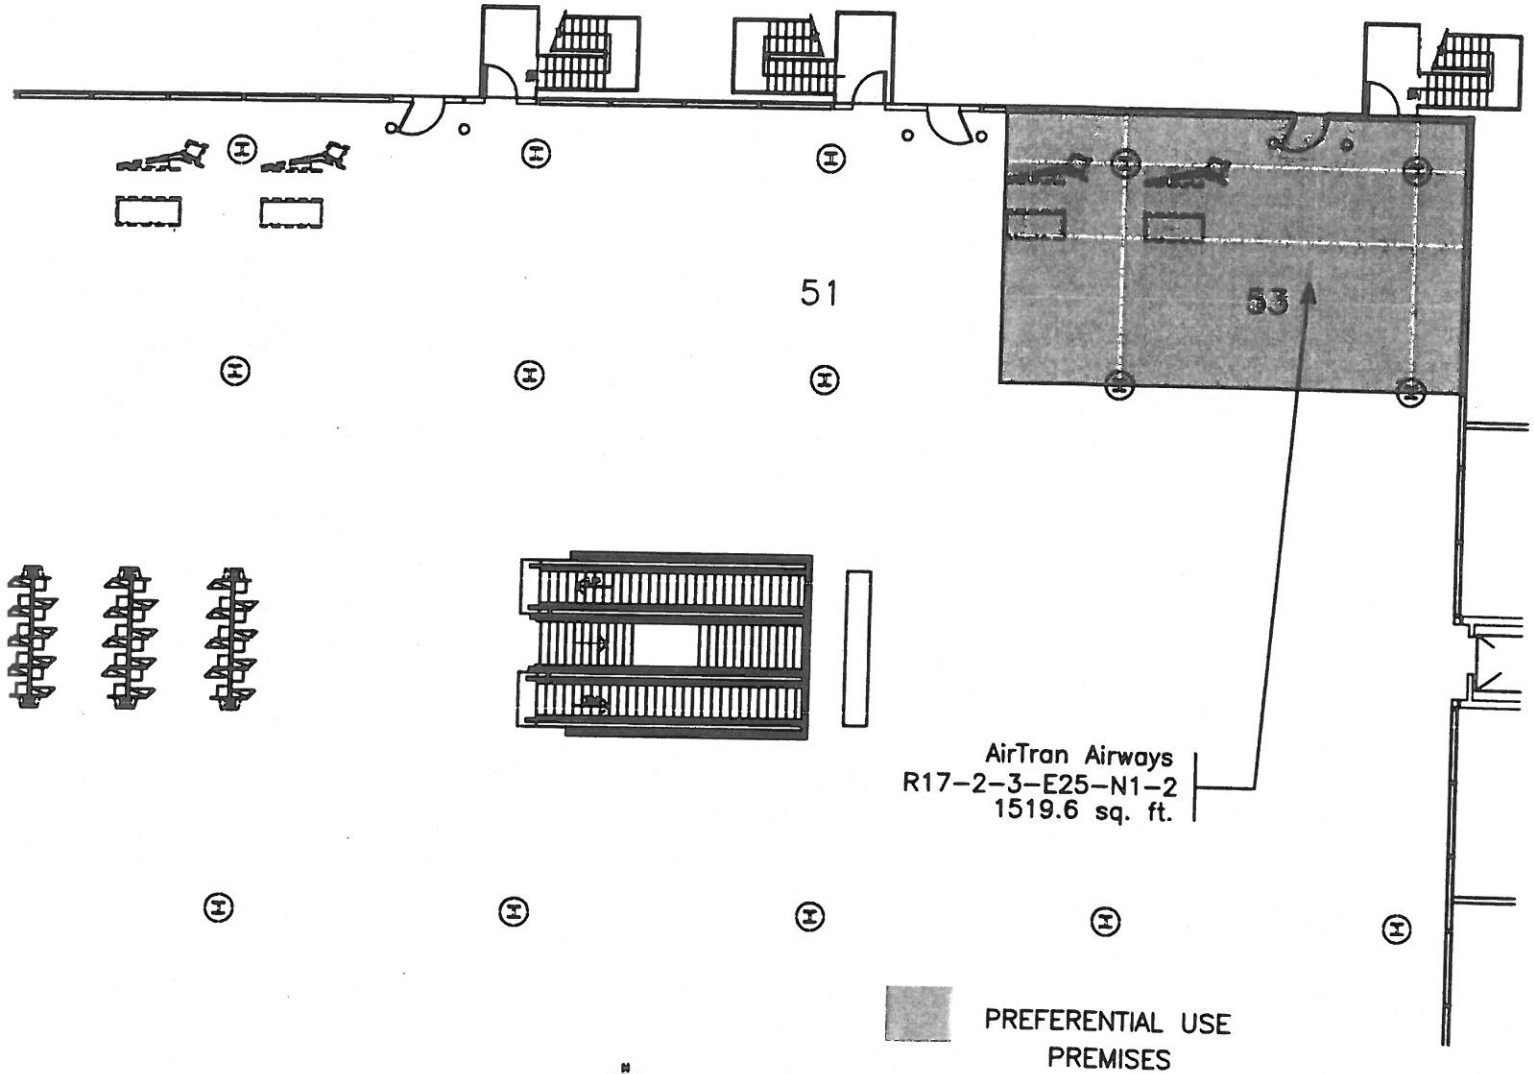 51
53
AirTran Airways
R17-2-3-E25-N1-2
1519.6 sq. ft.
PREFERENTIAL USE
PREMISES